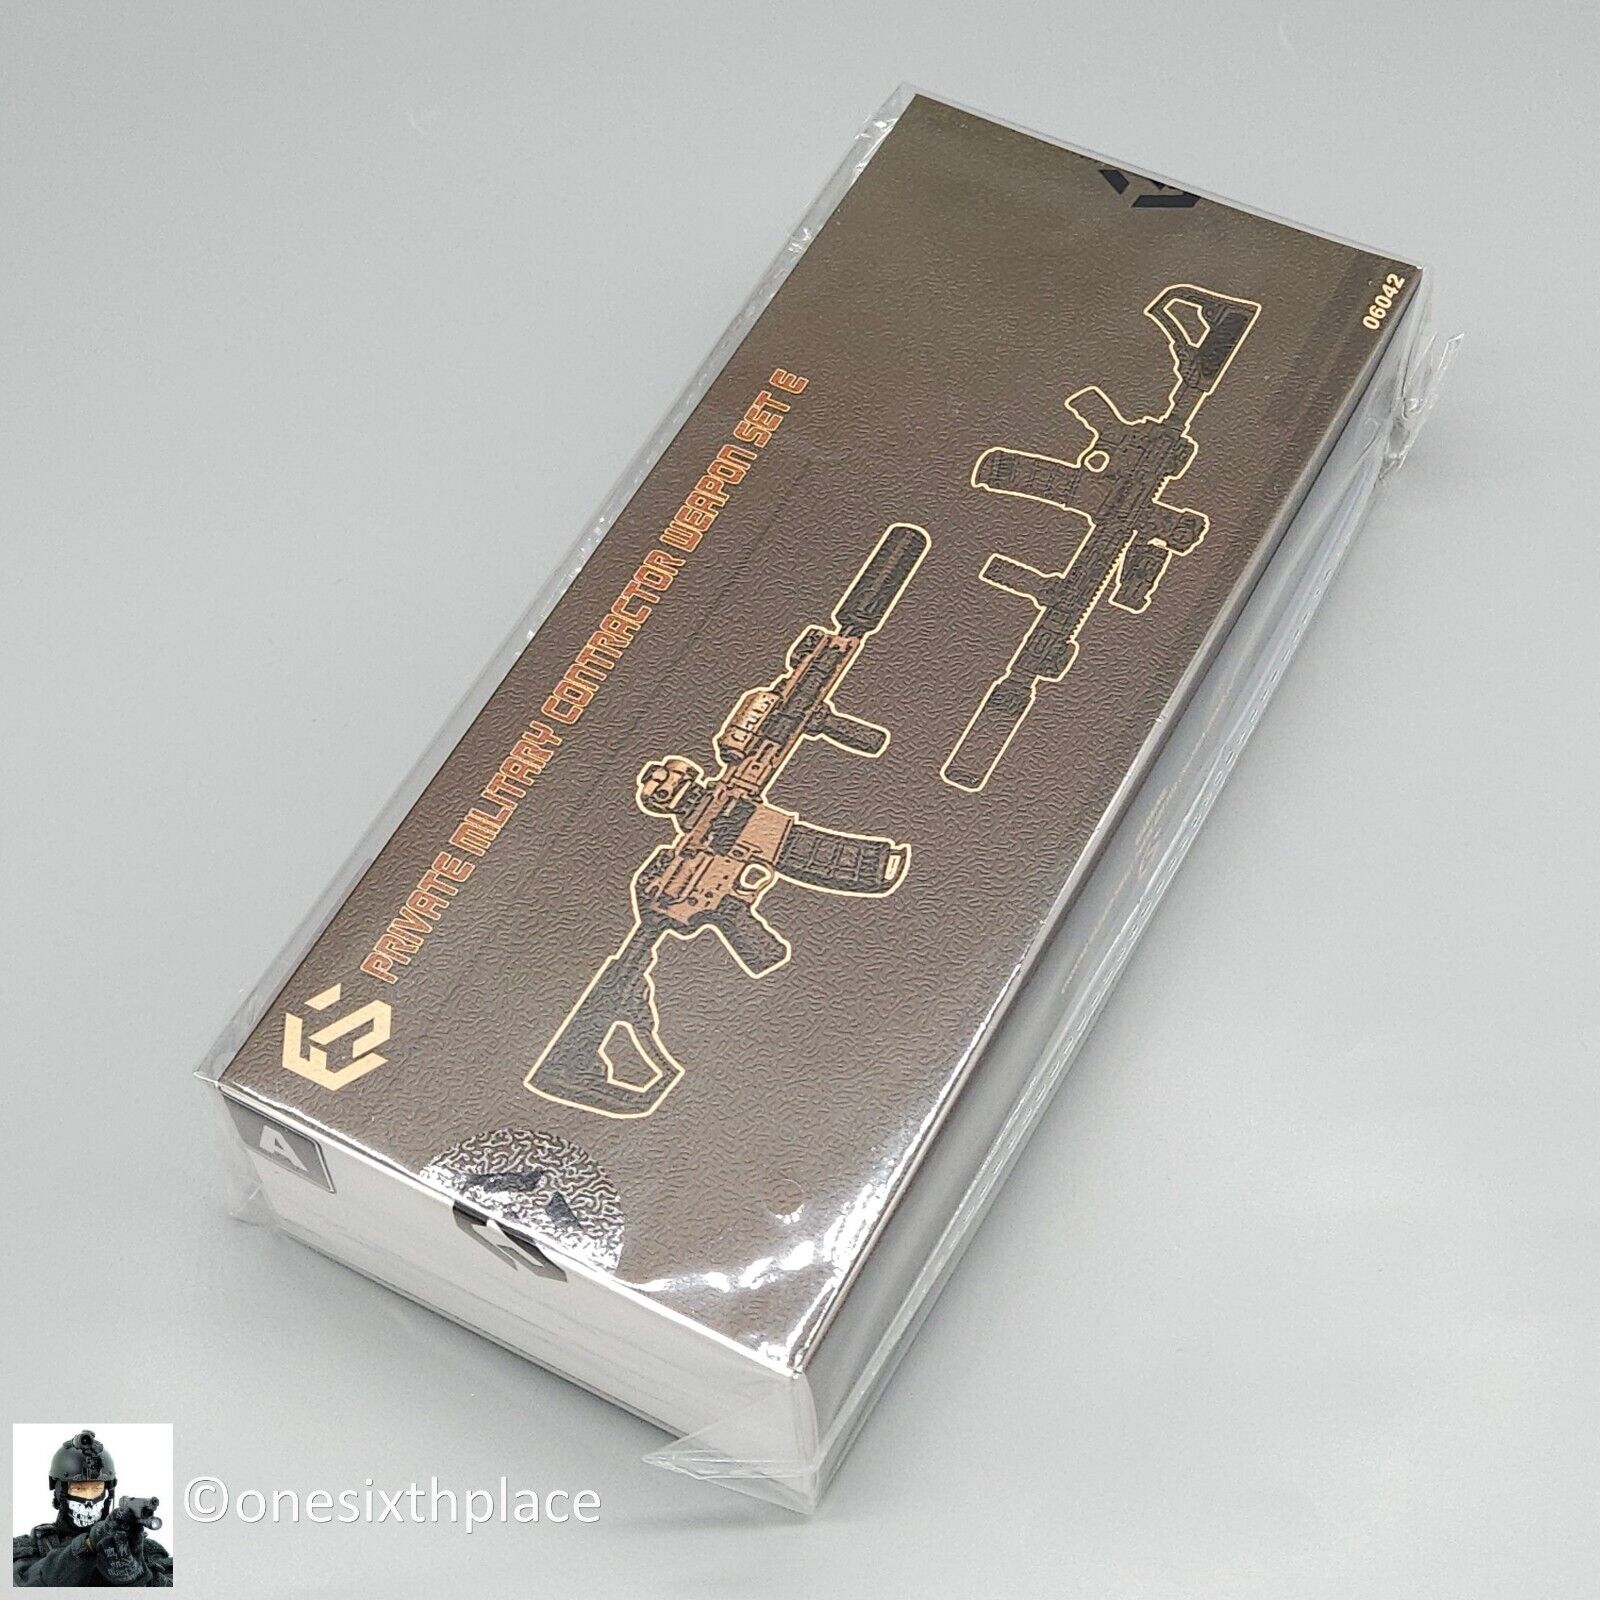 06042
PRIVATE MILITARY CONTRACTOR WEAPON SET E
A
©onesixthplace